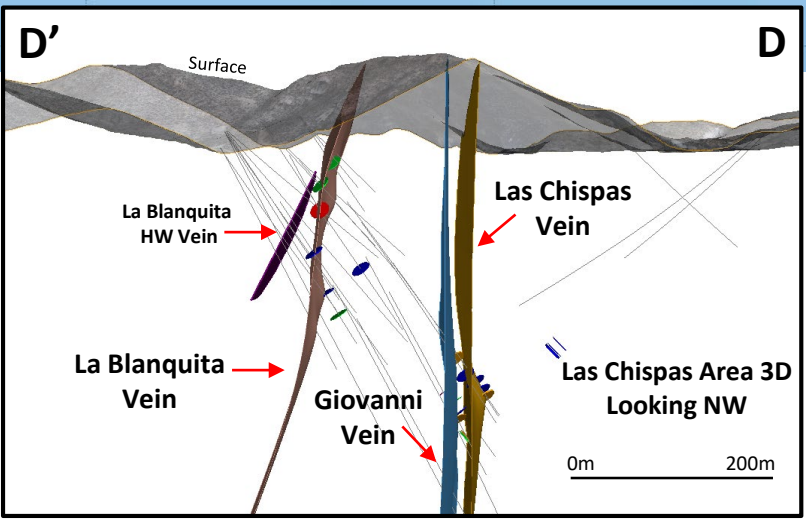 D'
D
Surface
La Blanquita
HW Vein
Las Chispas
Vein
La Blanquita
Vein
Giovanni
Vein
Las Chispas Area 3D
Looking NW
0m
200m